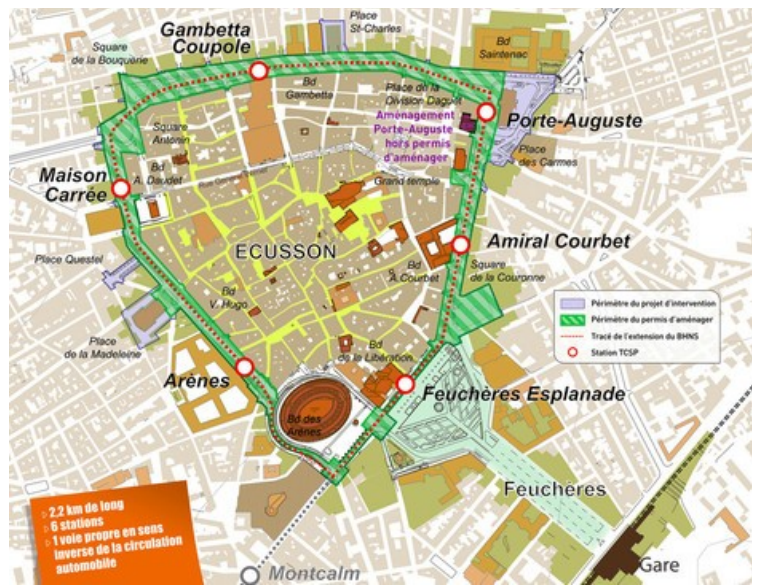 Place
St-Charles
Gambetta
Coupole
Bd
Saintenac
Square
de la Bouquerie
Bd
Gambetta
Place de la
Division Daguet
Aménagement
Porte-Auguste
hors permis
d'aménager
Porte-Auguste
Square
Antonin
Place
des Carmes
Bd
A. Daudet
Maison
Carrée
Grand temple
ECUSSON
Amiral Courbet
Place Questel
Bd
A. Courbet
Square
de la Couronne
Bd
V. Hugo
Périmètre du projet d'intervention
Périmètre du permis d'aménager
Tracé de l'extension du BHNS
Station TCSP
Place
de la Madeleine
Bd
de la Libération
Arènes
Feuchères Esplanade
Bd des
Arènes
Feuchères
2,2 km de long
6 stations
1 voie propre en sens
inverse de la circulation
automobile
Gare
Montcalm